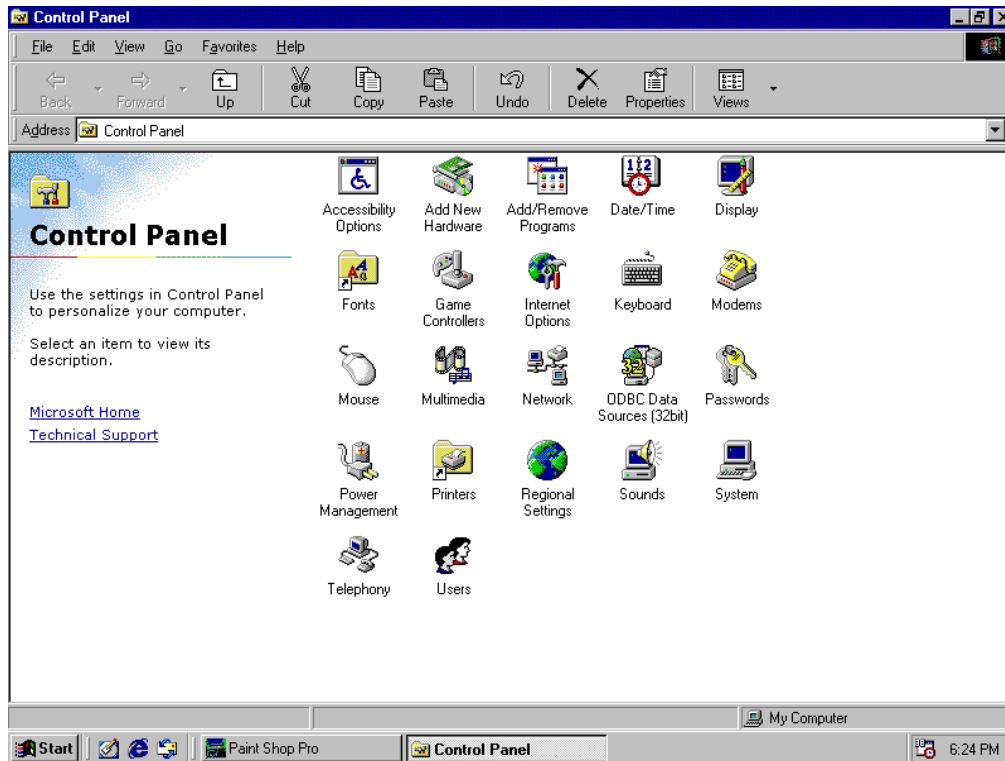 Control Panel
File Edit View Go Favorites Help
Back Forward Up Cut Copy Paste Undo Delete Properties Views
Address Control Panel
Control Panel
Use the settings in Control Panel
to personalize your computer.
Select an item to view its
description.
Microsoft Home
Technical Support
Accessibility Options
Add New Hardware
Add/Remove Programs
Date/Time
Display
Fonts
Game Controllers
Internet Options
Keyboard
Modems
Mouse
Multimedia
Network
ODBC Data Sources (32bit)
Passwords
Power Management
Printers
Regional Settings
Sounds
System
Telephony
Users
My Computer
Start Paint Shop Pro Control Panel 6:24 PM